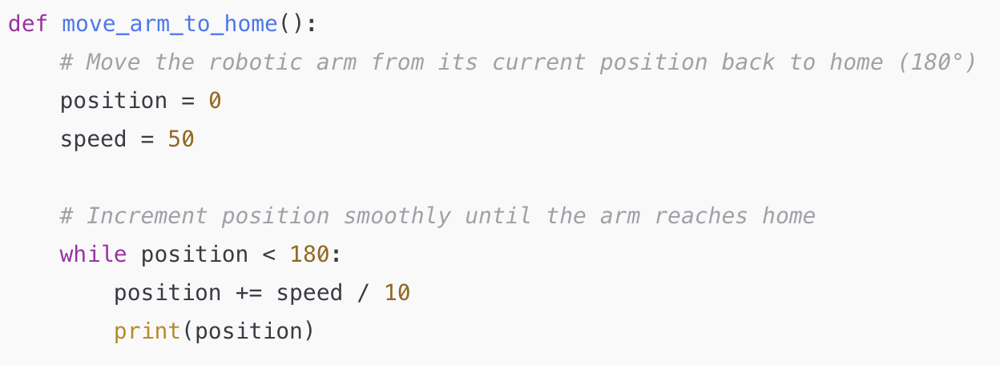 def move_arm_to_home():
    # Move the robotic arm from its current position back to home (180°)
    position = 0
    speed = 50

    # Increment position smoothly until the arm reaches home
    while position < 180:
        position += speed / 10
        print(position)